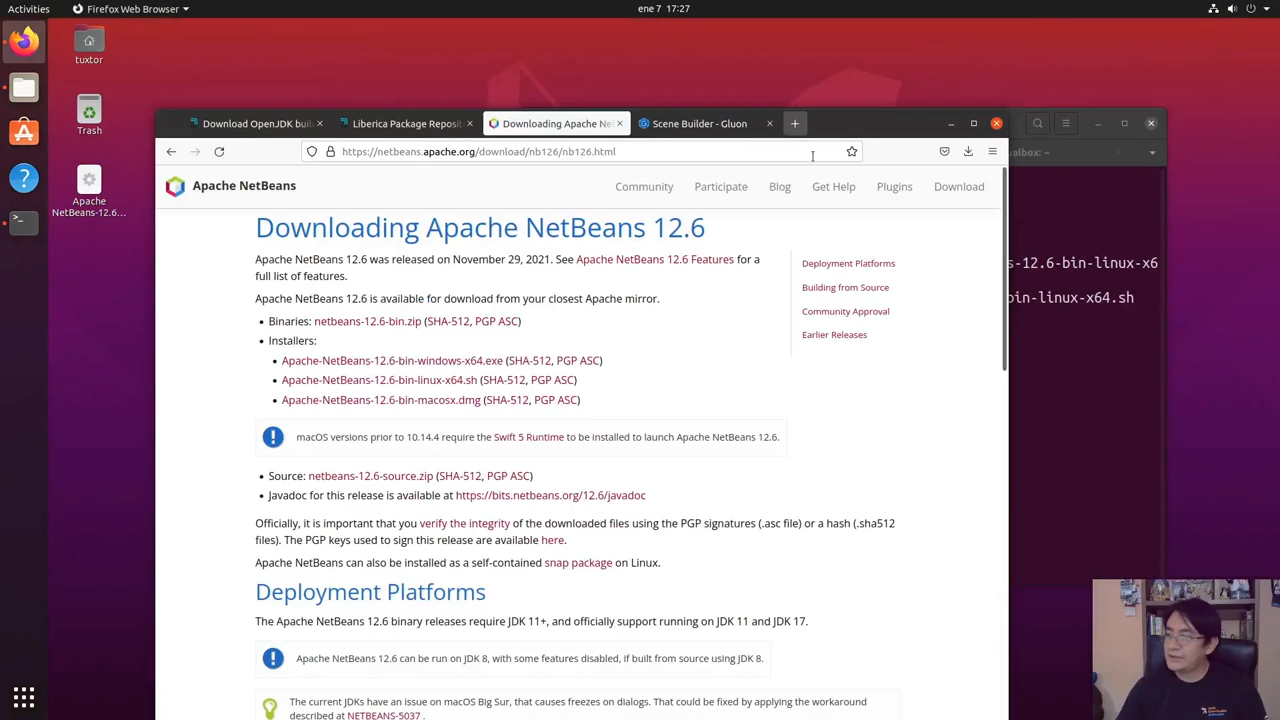 Activities
Firefox Web Browser
ene 7 17:27
tuxtor
Trash
Apache
NetBeans-12.6...
Download OpenJDK buil
Liberica Package Reposit
Downloading Apache Ne
Scene Builder - Gluon
https://netbeans.apache.org/download/nb126/nb126.html
ealbox: ~
Apache NetBeans
Community
Participate
Blog
Get Help
Plugins
Download
Downloading Apache NetBeans 12.6
Apache NetBeans 12.6 was released on November 29, 2021. See Apache NetBeans 12.6 Features for a
full list of features.
Apache NetBeans 12.6 is available for download from your closest Apache mirror.
• Binaries: netbeans-12.6-bin.zip (SHA-512, PGP ASC)
• Installers:
• Apache-NetBeans-12.6-bin-windows-x64.exe (SHA-512, PGP ASC)
• Apache-NetBeans-12.6-bin-linux-x64.sh (SHA-512, PGP ASC)
• Apache-NetBeans-12.6-bin-macosx.dmg (SHA-512, PGP ASC)
Deployment Platforms
Building from Source
Community Approval
Earlier Releases
s-12.6-bin-linux-x6
bin-linux-x64.sh
macOS versions prior to 10.14.4 require the Swift 5 Runtime to be installed to launch Apache NetBeans 12.6.
• Source: netbeans-12.6-source.zip (SHA-512, PGP ASC)
• Javadoc for this release is available at https://bits.netbeans.org/12.6/javadoc
Officially, it is important that you verify the integrity of the downloaded files using the PGP signatures (.asc file) or a hash (.sha512
files). The PGP keys used to sign this release are available here.
Apache NetBeans can also be installed as a self-contained snap package on Linux.
Deployment Platforms
The Apache NetBeans 12.6 binary releases require JDK 11+, and officially support running on JDK 11 and JDK 17.
Apache NetBeans 12.6 can be run on JDK 8, with some features disabled, if built from source using JDK 8.
The current JDKs have an issue on macOS Big Sur, that causes freezes on dialogs. That could be fixed by applying the workaround
described at NETBEANS-5037 .